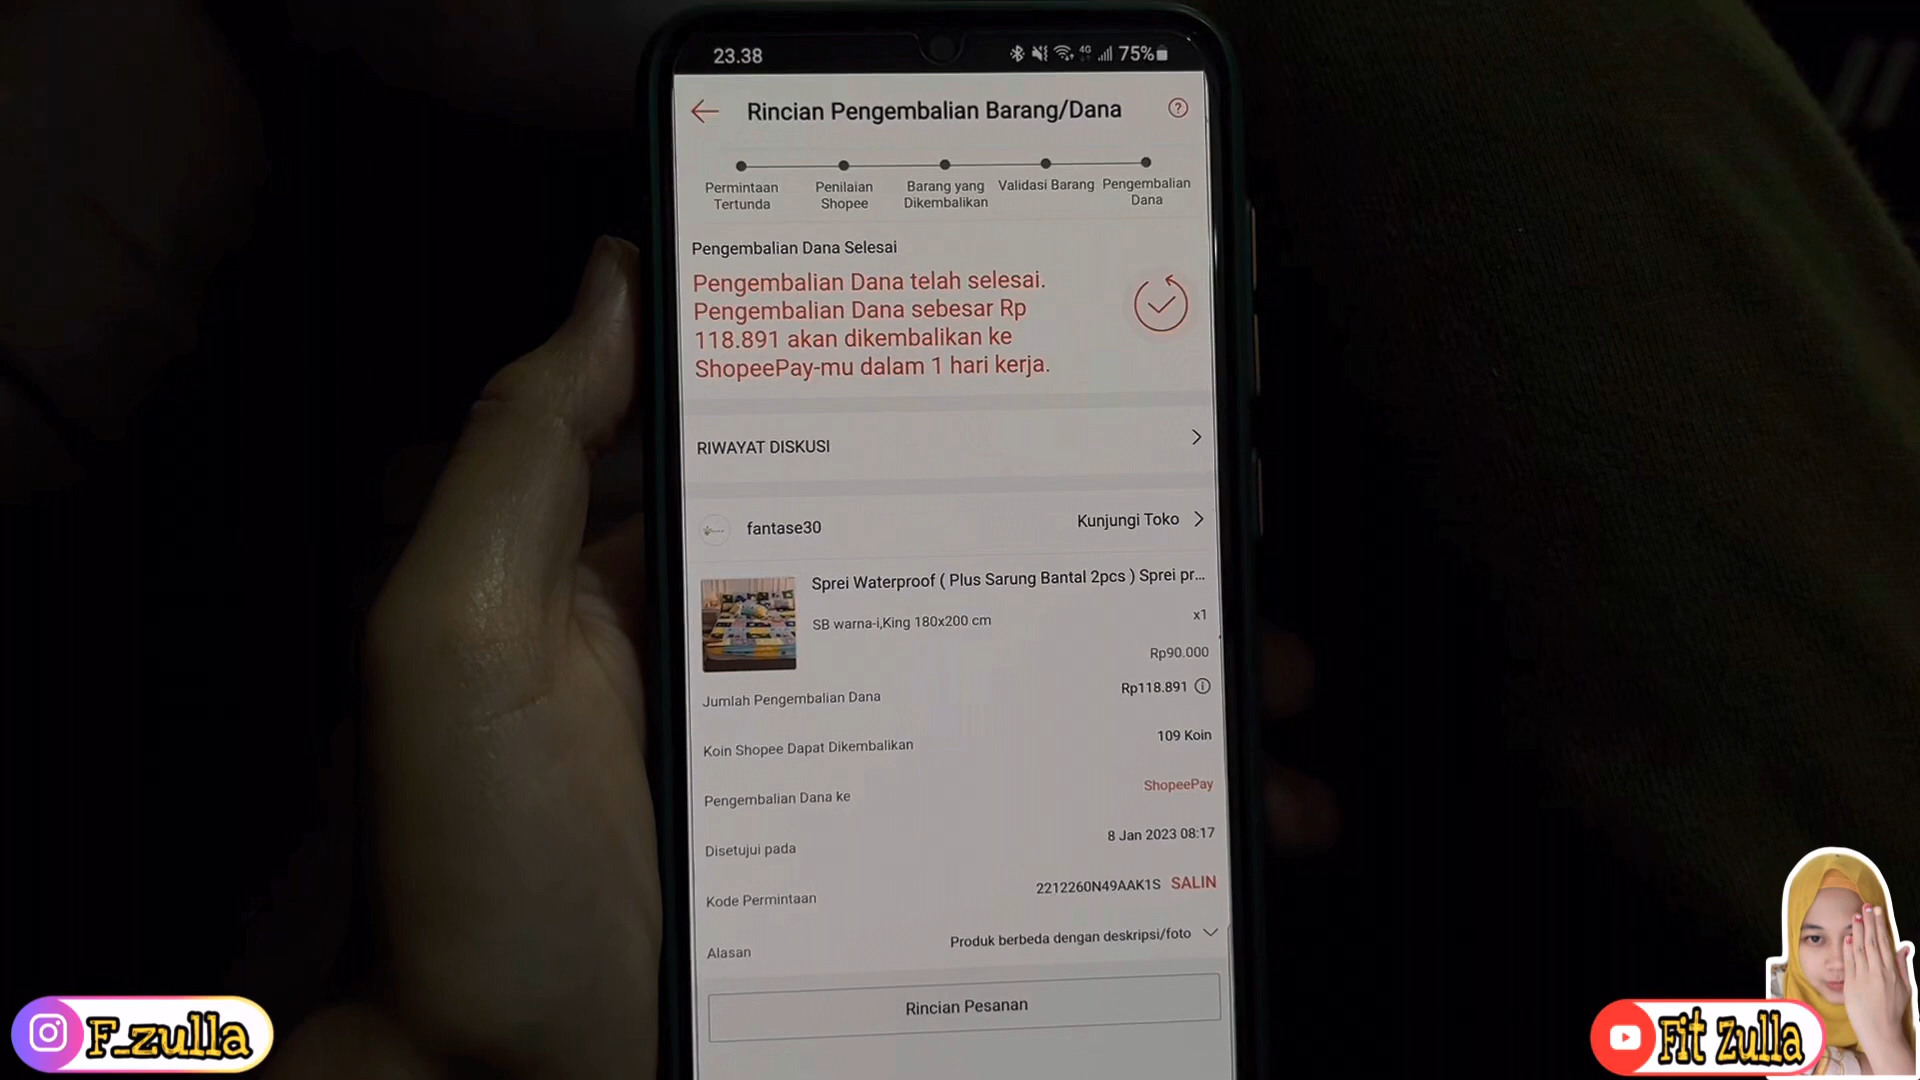 23.38
4G
75%
Rincian Pengembalian Barang/Dana
?
Permintaan Tertunda
Penilaian Shopee
Barang yang Dikembalikan
Validasi Barang
Pengembalian Dana
Pengembalian Dana Selesai
Pengembalian Dana telah selesai.
Pengembalian Dana sebesar Rp
118.891 akan dikembalikan ke
ShopeePay-mu dalam 1 hari kerja.
RIWAYAT DISKUSI
fantase30
Kunjungi Toko
Sprei Waterproof ( Plus Sarung Bantal 2pcs ) Sprei pr...
SB warna-i,King 180x200 cm
x1
Rp90.000
Jumlah Pengembalian Dana
Rp118.891
Koin Shopee Dapat Dikembalikan
109 Koin
Pengembalian Dana ke
ShopeePay
Disetujui pada
8 Jan 2023 08:17
Kode Permintaan
2212260N49AAK1S SALIN
Alasan
Produk berbeda dengan deskripsi/foto
Rincian Pesanan
F_zulla
Fit Zulla